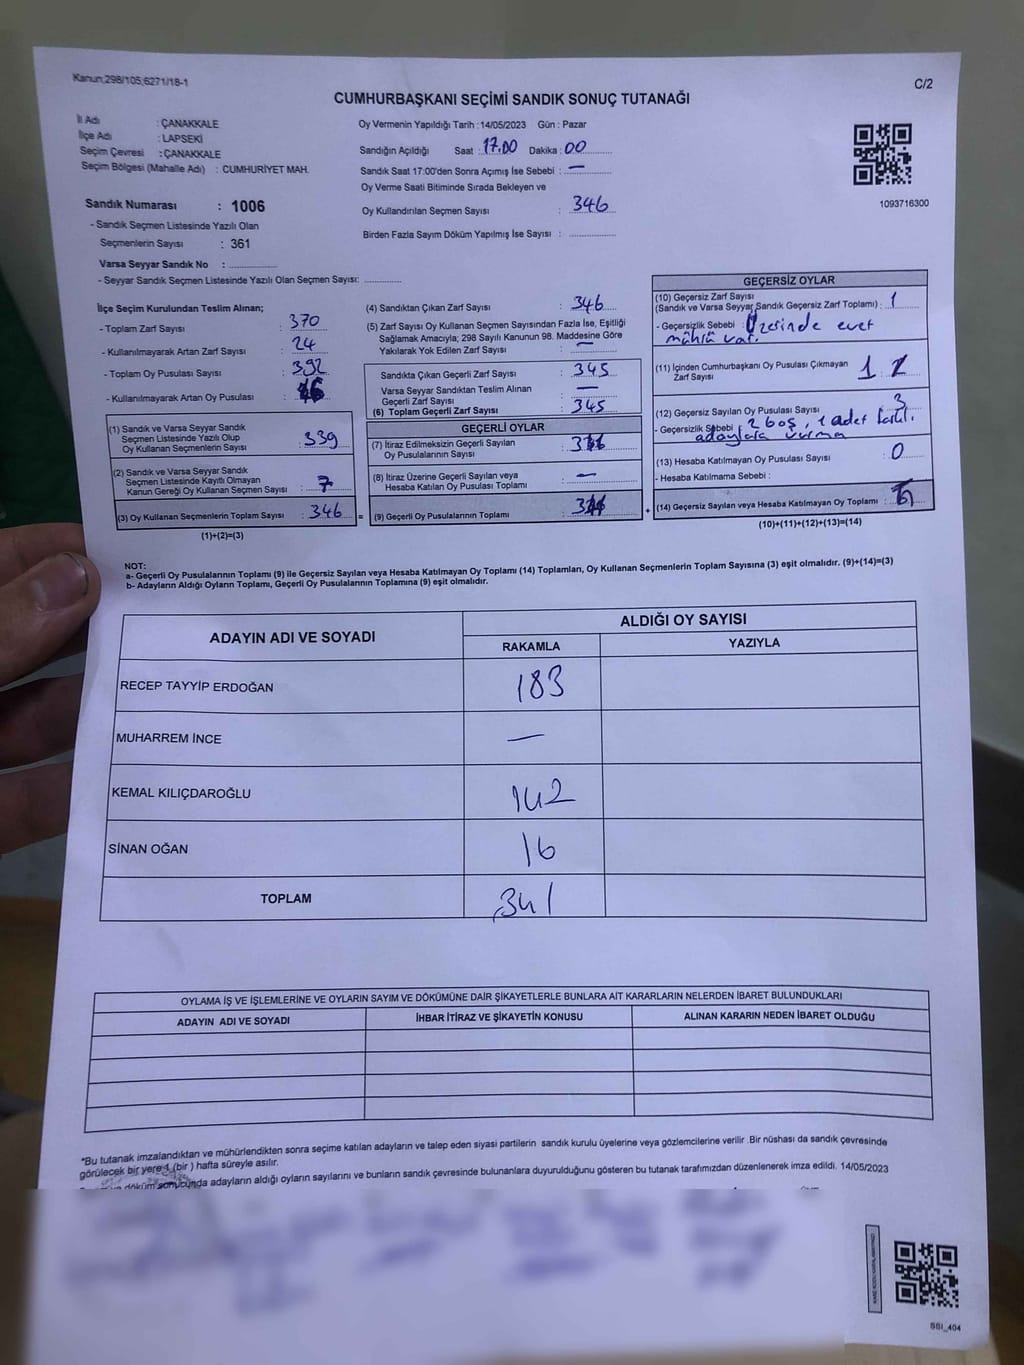 Kanun;298/105;6271/18-1
C/2
CUMHURBAŞKANI SEÇİMİ SANDIK SONUÇ TUTANAĞI
İl Adı : ÇANAKKALE
İlçe Adı : LAPSEKİ
Seçim Çevresi : ÇANAKKALE
Seçim Bölgesi (Mahalle Adı) : CUMHURİYET MAH.
Sandık Numarası : 1006
- Sandık Seçmen Listesinde Yazılı Olan
Seçmenlerin Sayısı : 361
Varsa Seyyar Sandık No :
- Seyyar Sandık Seçmen Listesinde Yazılı Olan Seçmen Sayısı:
Oy Vermenin Yapıldığı Tarih : 14/05/2023 Gün : Pazar
Sandığın Açıldığı Saat : 17.00 Dakika : 00
Sandık Saat 17:00'den Sonra Açımış İse Sebebi : —
Oy Verme Saati Bitiminde Sırada Bekleyen ve
Oy Kullandırılan Seçmen Sayısı : 346
Birden Fazla Sayım Döküm Yapılmış İse Sayısı :
1093716300
İlçe Seçim Kurulundan Teslim Alınan;
- Toplam Zarf Sayısı : 370
- Kullanılmayarak Artan Zarf Sayısı : 24
- Toplam Oy Pusulası Sayısı : 392
- Kullanılmayarak Artan Oy Pusulası :
(1) Sandık ve Varsa Seyyar Sandık
Seçmen Listesinde Yazılı Olup
Oy Kullanan Seçmenlerin Sayısı : 339
(2) Sandık ve Varsa Seyyar Sandık
Seçmen Listesinde Kayıtlı Olmayan
Kanun Gereği Oy Kullanan Seçmen Sayısı : 7
(3) Oy Kullanan Seçmenlerin Toplam Sayısı : 346 =
(1)+(2)=(3)
(4) Sandıktan Çıkan Zarf Sayısı : 346
(5) Zarf Sayısı Oy Kullanan Seçmen Sayısından Fazla İse, Eşitliği
Sağlamak Amacıyla; 298 Sayılı Kanunun 98. Maddesine Göre
Yakılarak Yok Edilen Zarf Sayısı : —
Sandıkta Çıkan Geçerli Zarf Sayısı : 345
Varsa Seyyar Sandıktan Teslim Alınan
Geçerli Zarf Sayısı : —
(6) Toplam Geçerli Zarf Sayısı : 345
GEÇERLİ OYLAR
(7) İtiraz Edilmeksizin Geçerli Sayılan
Oy Pusulalarının Sayısı :
(8) İtiraz Üzerine Geçerli Sayılan veya
Hesaba Katılan Oy Pusulası Toplamı : —
(9) Geçerli Oy Pusulalarının Toplamı : +
GEÇERSİZ OYLAR
(10) Geçersiz Zarf Sayısı
(Sandık ve Varsa Seyyar Sandık Geçersiz Zarf Toplamı) : 1
- Geçersizlik Sebebi : Üzerinde evet
mührü var.
(11) İçinden Cumhurbaşkanı Oy Pusulası Çıkmayan
Zarf Sayısı : 1
(12) Geçersiz Sayılan Oy Pusulası Sayısı : 3
- Geçersizlik Sebebi : 2 boş, 1 adet farklı
adaylara vurma
(13) Hesaba Katılmayan Oy Pusulası Sayısı : 0
- Hesaba Katılmama Sebebi :
(14) Geçersiz Sayılan veya Hesaba Katılmayan Oy Toplamı :
(10)+(11)+(12)+(13)=(14)
NOT:
a- Geçerli Oy Pusulalarının Toplamı (9) ile Geçersiz Sayılan veya Hesaba Katılmayan Oy Toplamı (14) Toplamları, Oy Kullanan Seçmenlerin Toplam Sayısına (3) eşit olmalıdır. (9)+(14)=(3)
b- Adayların Aldığı Oyların Toplamı, Geçerli Oy Pusulalarının Toplamına (9) eşit olmalıdır.
ADAYIN ADI VE SOYADI
ALDIĞI OY SAYISI
RAKAMLA YAZIYLA
RECEP TAYYİP ERDOĞAN 183
MUHARREM İNCE —
KEMAL KILIÇDAROĞLU 142
SİNAN OĞAN 16
TOPLAM 341
OYLAMA İŞ VE İŞLEMLERİNE VE OYLARIN SAYIM VE DÖKÜMÜNE DAİR ŞİKAYETLERLE BUNLARA AİT KARARLARIN NELERDEN İBARET BULUNDUKLARI
ADAYIN ADI VE SOYADI İHBAR İTİRAZ VE ŞİKAYETİN KONUSU ALINAN KARARIN NEDEN İBARET OLDUĞU
*Bu tutanak imzalandıktan ve mühürlendikten sonra seçime katılan adayların ve talep eden siyasi partilerin sandık kurulu üyelerine veya gözlemcilerine verilir .Bir nüshası da sandık çevresinde
görülecek bir yere 1 (bir ) hafta süreyle asılır.
döküm sonucunda adayların aldığı oyların sayılarını ve bunların sandık çevresinde bulunanlara duyurulduğunu gösteren bu tutanak tarafımızdan düzenlenerek imza edildi. 14/05/2023
SSI_404